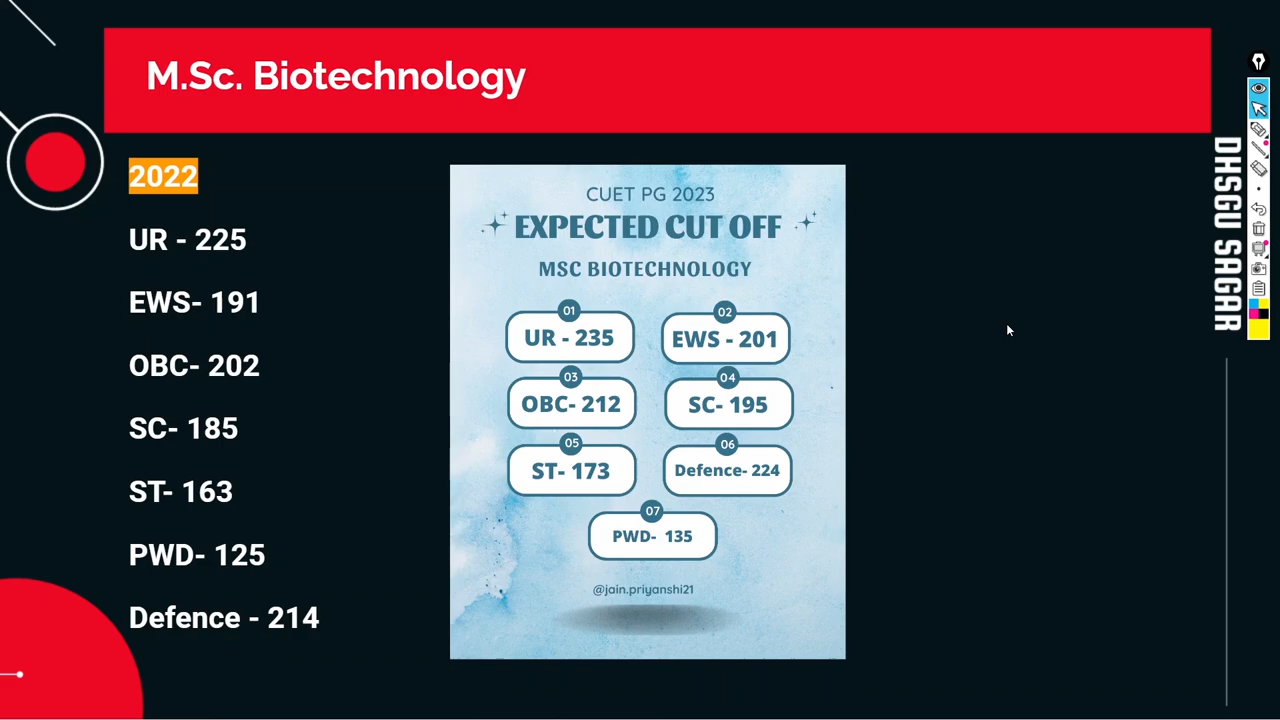 M.Sc. Biotechnology
2022
UR - 225
EWS- 191
OBC- 202
SC- 185
ST- 163
PWD- 125
Defence - 214
CUET PG 2023
EXPECTED CUT OFF
MSC BIOTECHNOLOGY
01
UR - 235
02
EWS - 201
03
OBC- 212
04
SC- 195
05
ST- 173
06
Defence- 224
07
PWD- 135
@jain.priyanshi21
DHSGU SAGAR